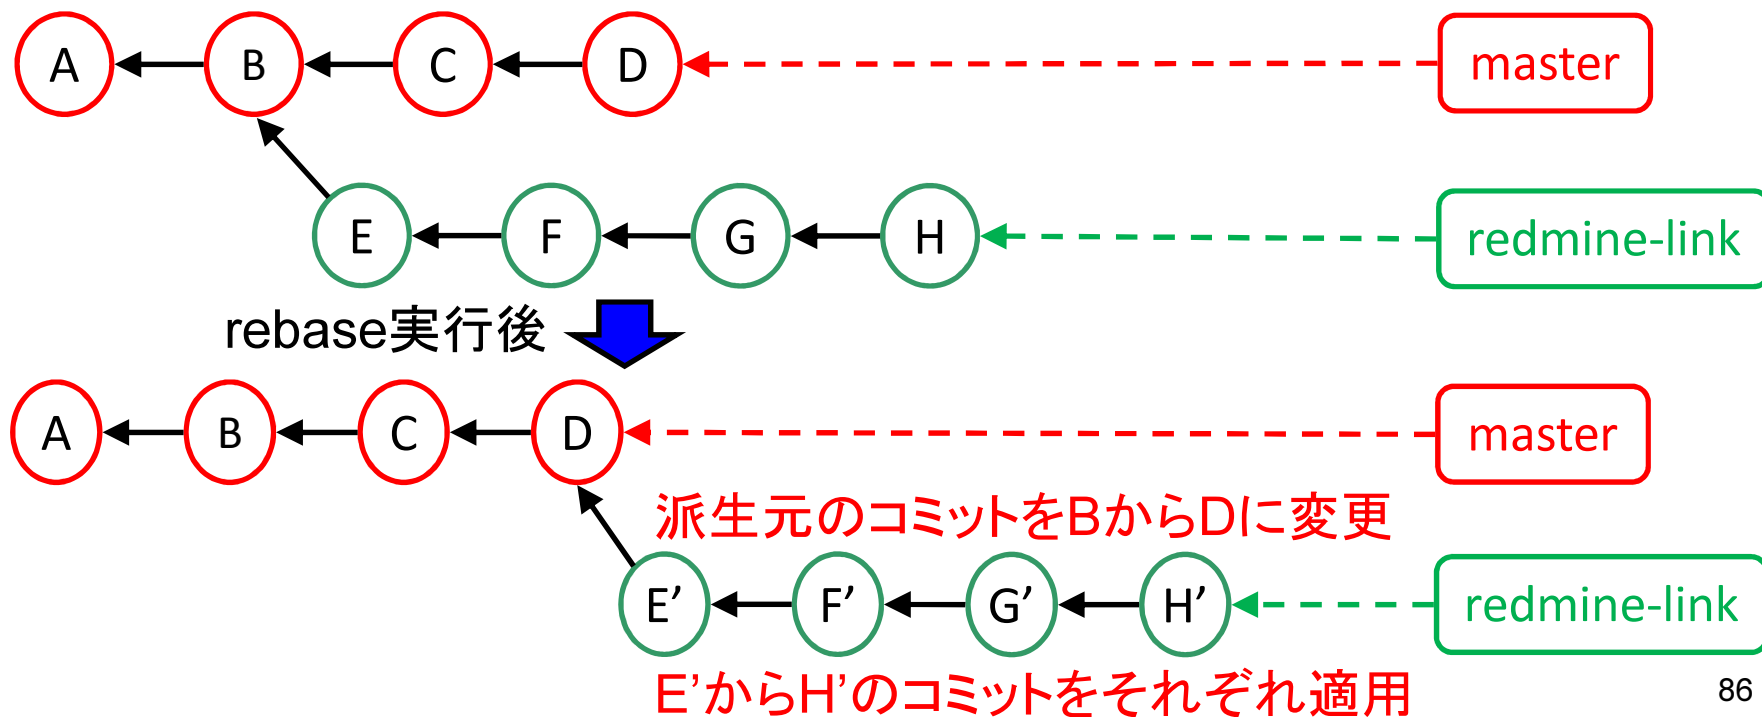 A B C D master
E F G H redmine-link
rebase実行後
A B C D master
派生元のコミットをBからDに変更
E’ F’ G’ H’ redmine-link
E’からH’のコミットをそれぞれ適用
86